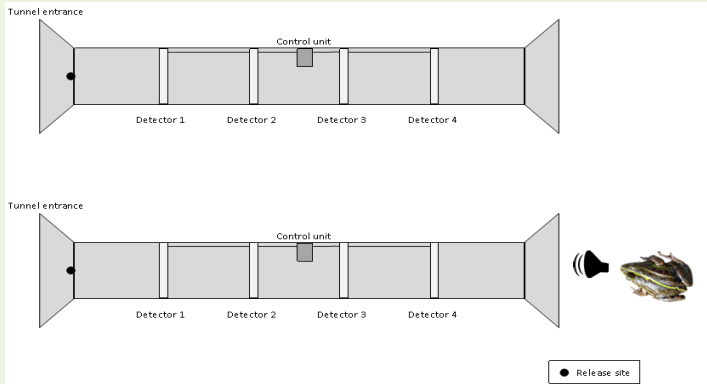 Tunnel entrance
Control unit
Detector 1 Detector 2 Detector 3 Detector 4
Tunnel entrance
Control unit
Detector 1 Detector 2 Detector 3 Detector 4
Release site